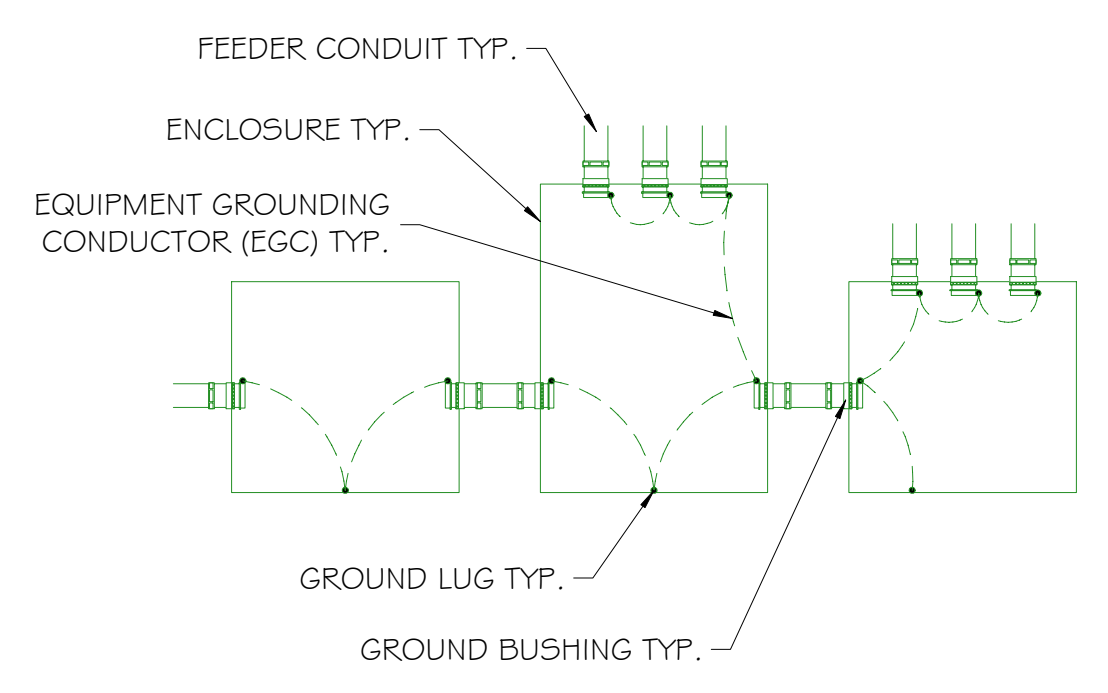 FEEDER CONDUIT TYP.
ENCLOSURE TYP.
EQUIPMENT GROUNDING
CONDUCTOR (EGC) TYP.
GROUND LUG TYP.
GROUND BUSHING TYP.